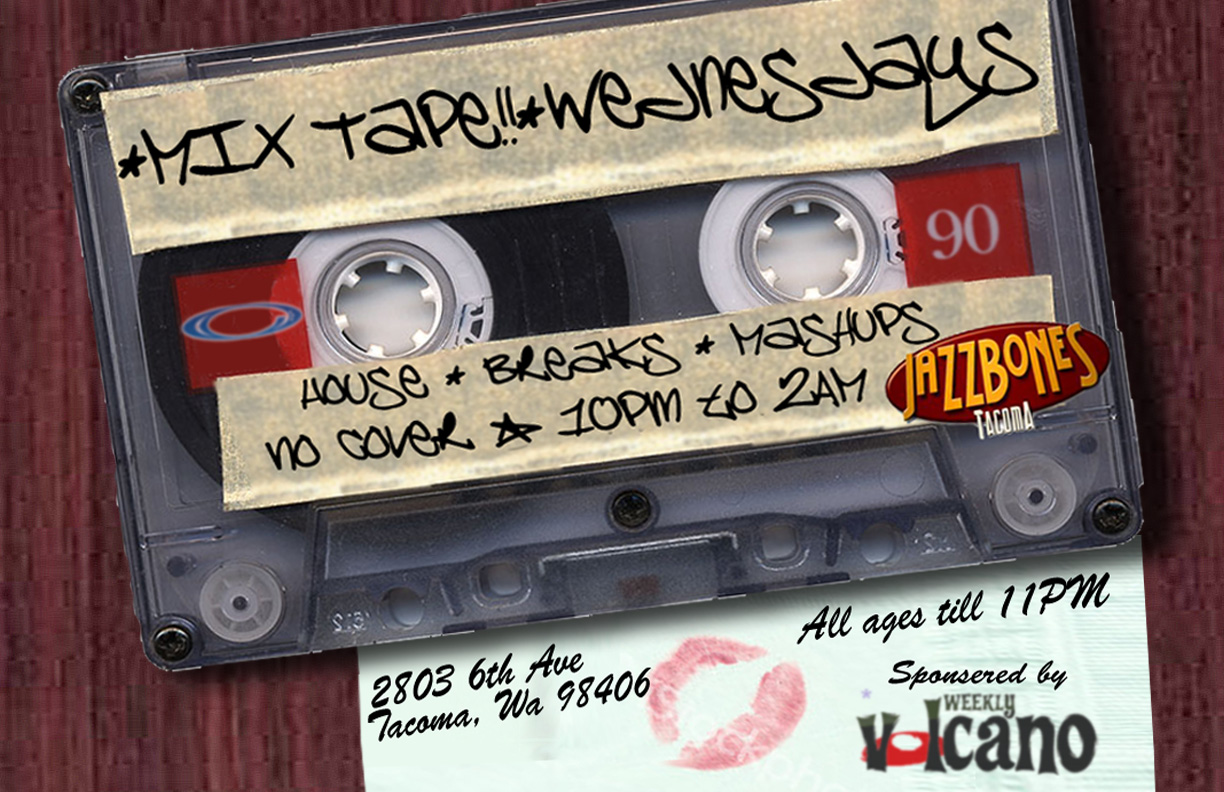 *MIX TAPE!!*WEDNESDAYS
90
HOUSE * BREAKS * MASHUPS
NO COVER ☆ 10PM to 2AM
JAZZBONES
TACOMA
All ages till 11PM
2803 6th Ave
Tacoma, Wa 98406
Sponsered by
WEEKLY
Volcano